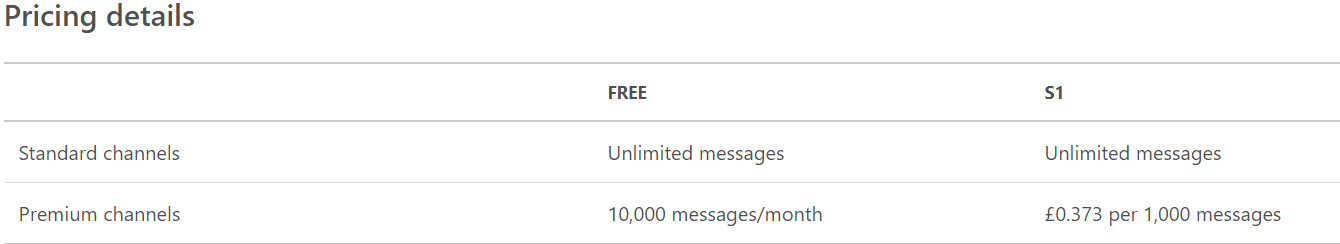 Pricing details
FREE S1
Standard channels Unlimited messages Unlimited messages
Premium channels 10,000 messages/month £0.373 per 1,000 messages